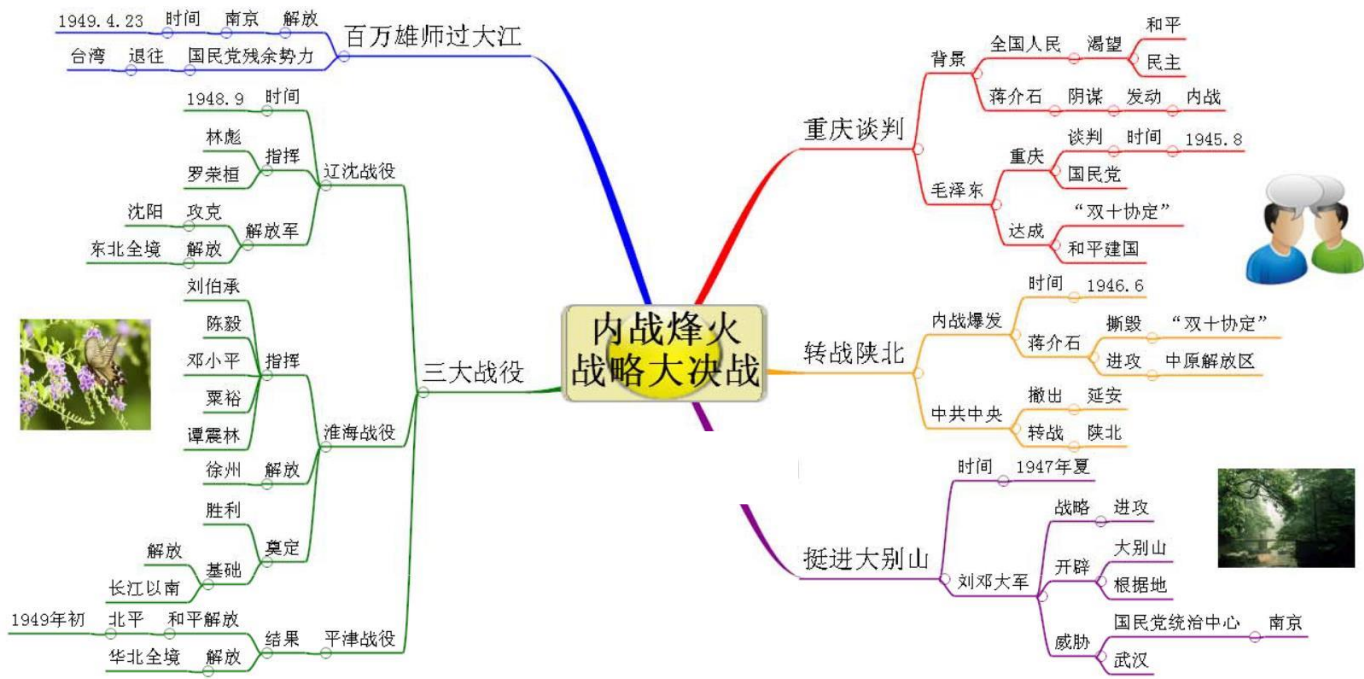 内战烽火
战略大决战
重庆谈判
背景
全国人民
渴望
和平
民主
蒋介石
阴谋
发动
内战
毛泽东
重庆
谈判
时间
1945.8
国民党
达成
“双十协定”
和平建国
转战陕北
内战爆发
时间
1946.6
蒋介石
撕毁
“双十协定”
进攻
中原解放区
中共中央
撤出
延安
转战
陕北
挺进大别山
时间
1947年夏
刘邓大军
战略
进攻
开辟
大别山
根据地
威胁
国民党统治中心
南京
武汉
百万雄师过大江
解放
南京
时间
1949.4.23
国民党残余势力
退往
台湾
三大战役
辽沈战役
时间
1948.9
指挥
林彪
罗荣桓
解放军
攻克
沈阳
解放
东北全境
淮海战役
指挥
刘伯承
陈毅
邓小平
粟裕
谭震林
解放
徐州
奠定
胜利
基础
解放
长江以南
平津战役
结果
和平解放
北平
1949年初
解放
华北全境